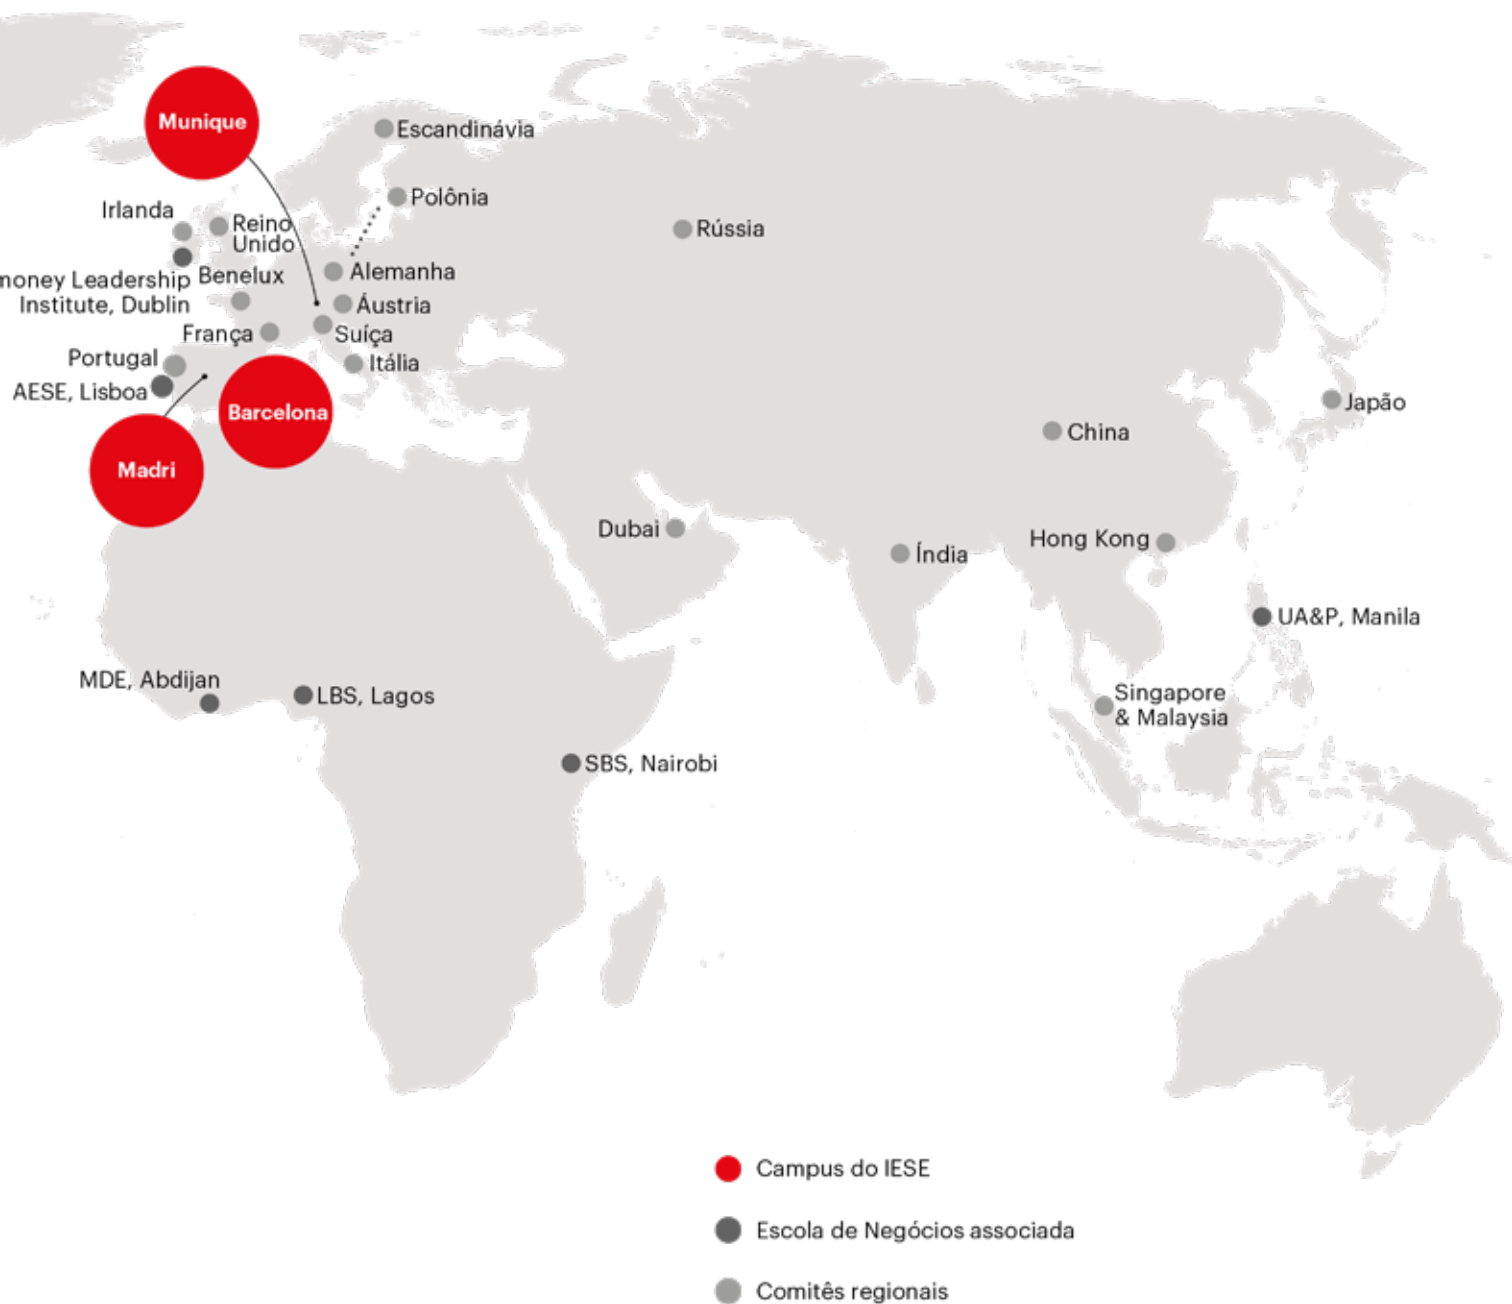 Munique
Escandinávia
Polônia
Irlanda
Reino
Unido
Rússia
Alemanha
Benelux
Leadership
Institute, Dublin
Áustria
França
Suíça
Portugal
Itália
AESE, Lisboa
Barcelona
Madri
Japão
China
Dubai
Hong Kong
Índia
UA&P, Manila
MDE, Abdijan
LBS, Lagos
Singapore
& Malaysia
SBS, Nairobi
Campus do IESE
Escola de Negócios associada
Comitês regionais